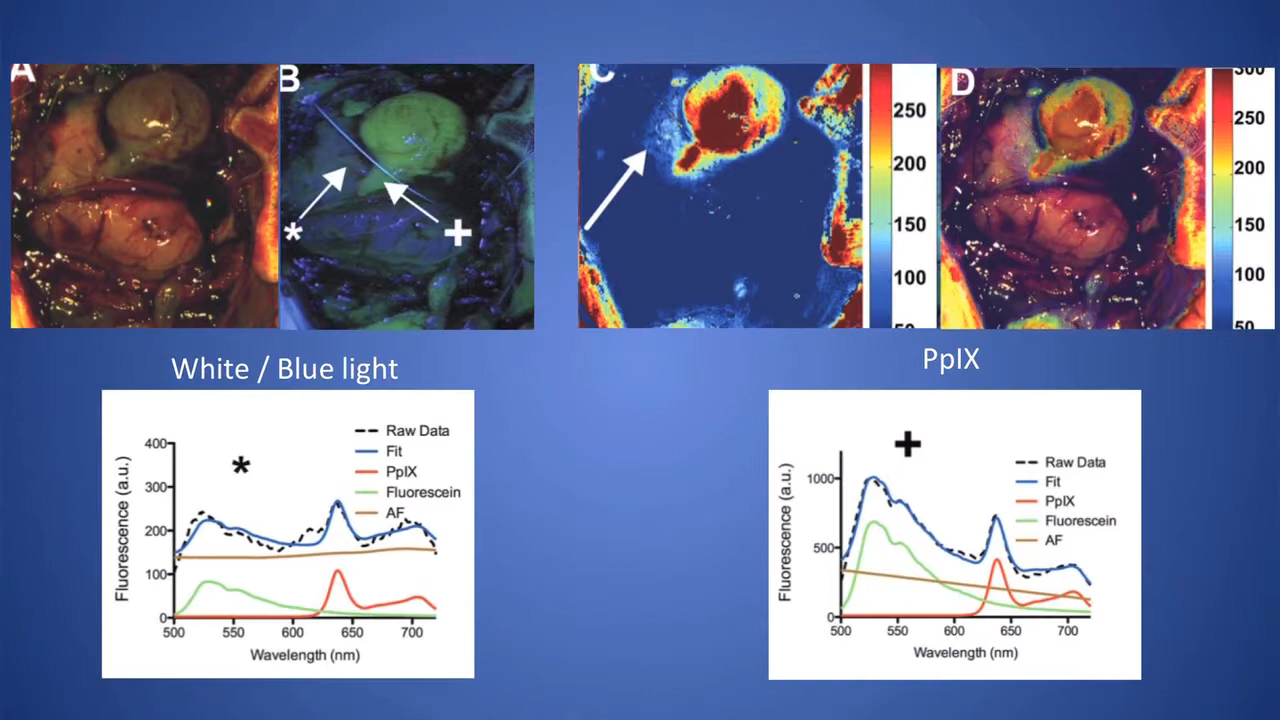 A
B
*
+
C
250
200
150
100
50
D
300
250
200
150
100
50
White / Blue light
PpIX
*
Raw Data
Fit
PpIX
Fluorescein
AF
400
300
200
100
0
500 550 600 650 700
Fluorescence (a.u.)
Wavelength (nm)
+
Raw Data
Fit
PpIX
Fluorescein
AF
1000
500
0
500 550 600 650 700
Fluorescence (a.u.)
Wavelength (nm)